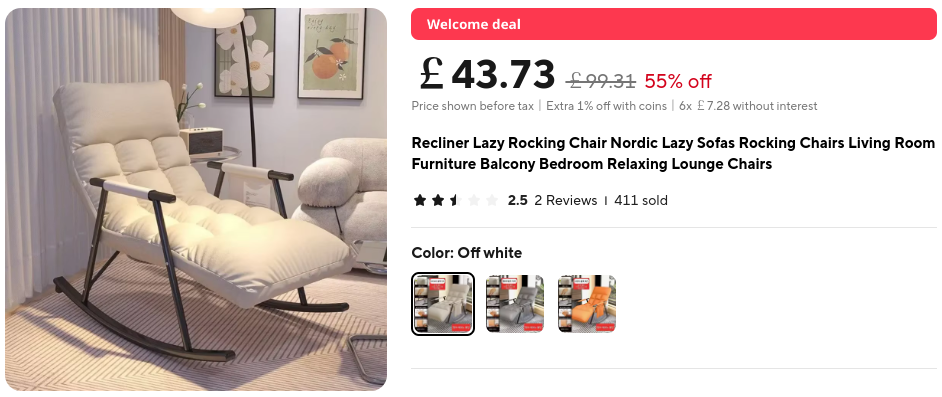 Welcome deal
£43.73 £99.31 55% off
Price shown before tax | Extra 1% off with coins | 6x £7.28 without interest
Recliner Lazy Rocking Chair Nordic Lazy Sofas Rocking Chairs Living Room
Furniture Balcony Bedroom Relaxing Lounge Chairs
2.5 2 Reviews | 411 sold
Color: Off white